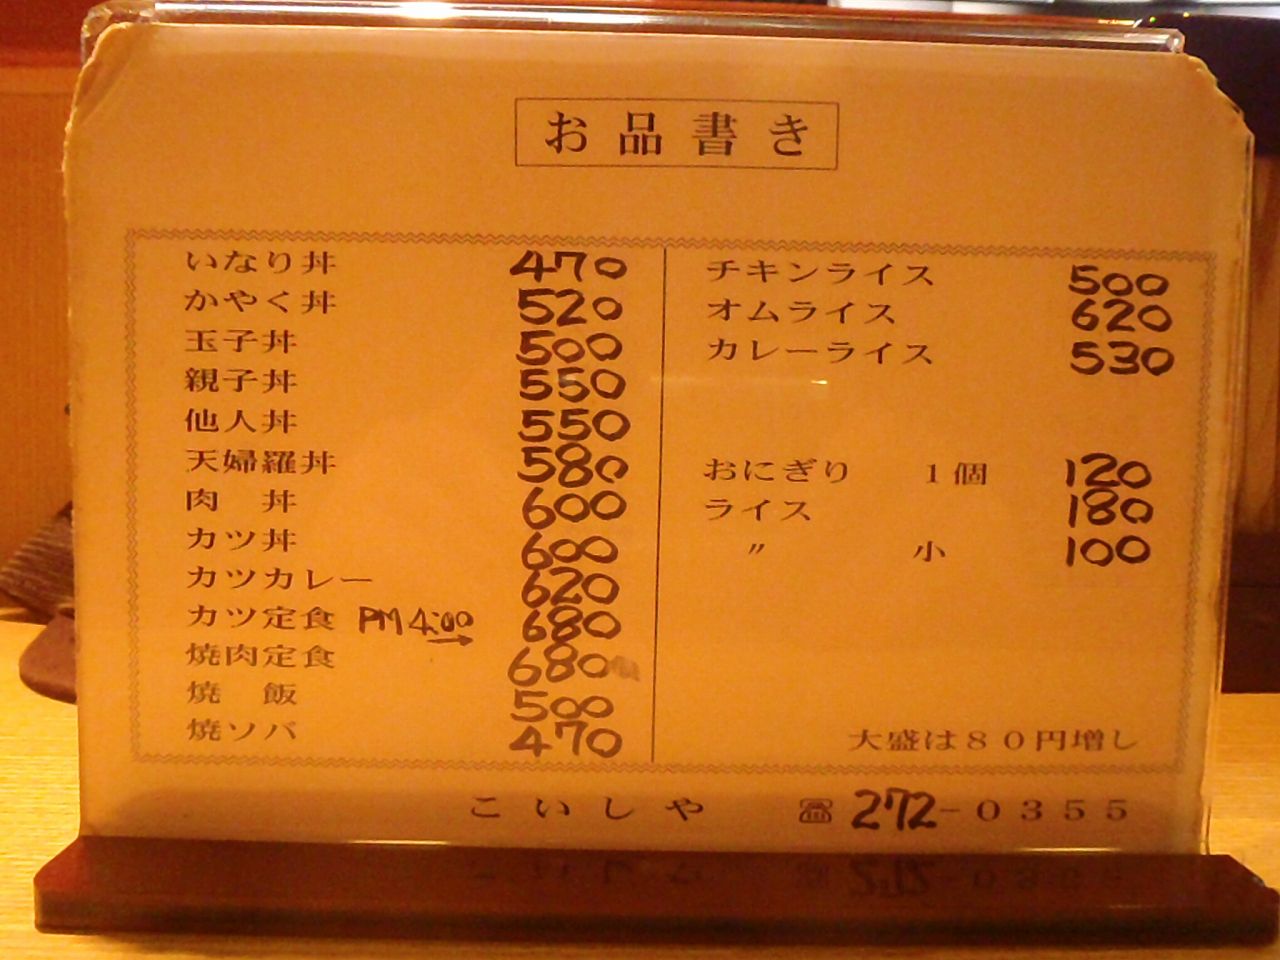 お品書き
いなり丼 470
かやく丼 520
玉子丼 500
親子丼 550
他人丼 550
天婦羅丼 580
肉　丼 600
カツ丼 600
カツカレー 620
カツ定食 PM4:00→ 680
焼肉定食 680
焼　飯 500
焼ソバ 470
チキンライス 500
オムライス 620
カレーライス 530
おにぎり 1個 120
ライス 180
〃 小 100
大盛は80円増し
こいしや ☎272-0355